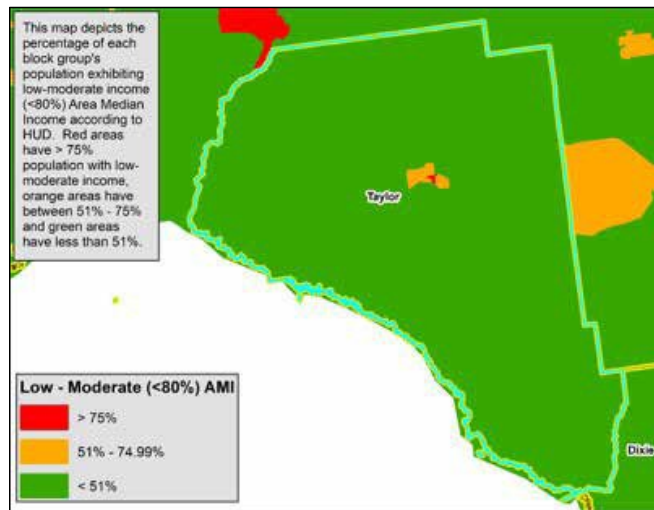 This map depicts the
percentage of each
block group's
population exhibiting
low-moderate income
(<80%) Area Median
Income according to
HUD.  Red areas
have > 75%
population with low-
moderate income,
orange areas have
between 51% - 75%
and green areas
have less than 51%.
Taylor
Dixie
Low - Moderate (<80%) AMI
> 75%
51% - 74.99%
< 51%